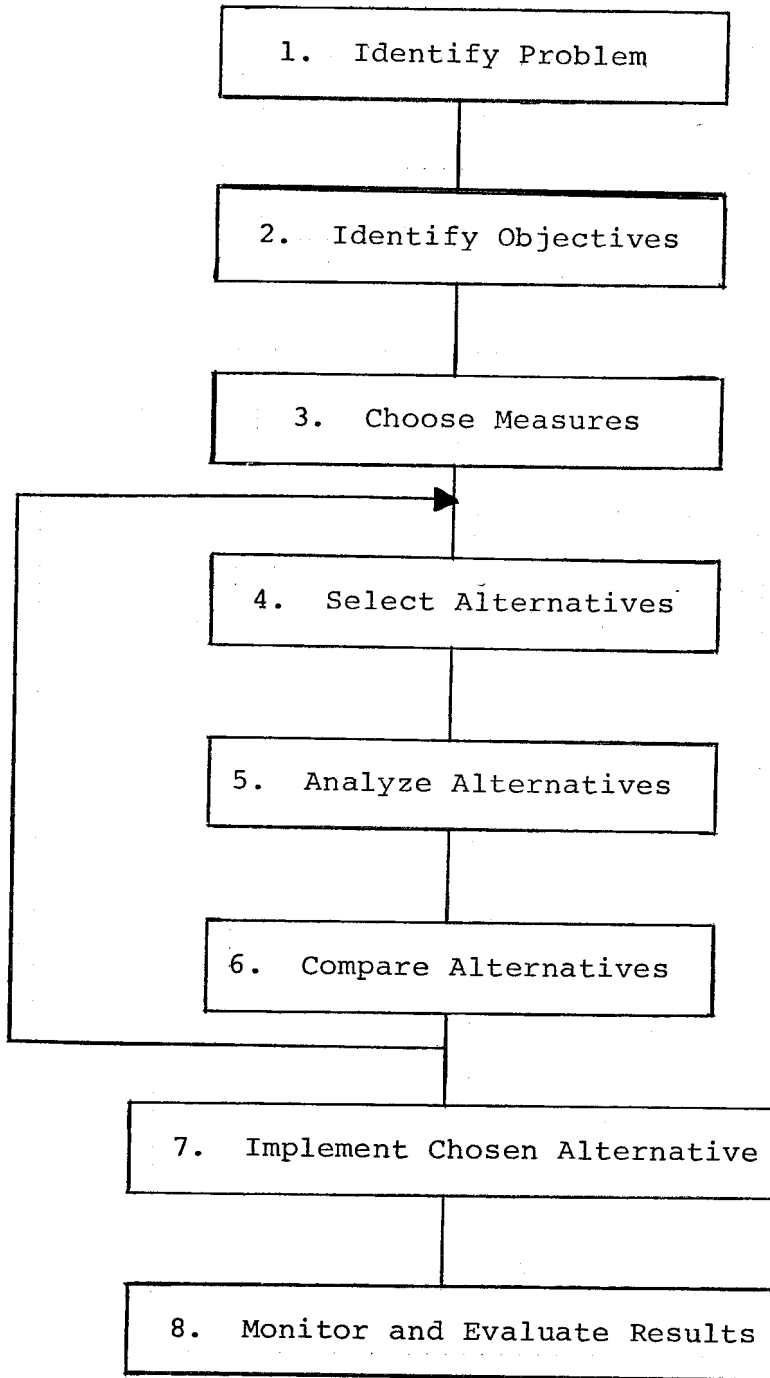 1. Identify Problem
2. Identify Objectives
3. Choose Measures
4. Select Alternatives
5. Analyze Alternatives
6. Compare Alternatives
7. Implement Chosen Alternative
8. Monitor and Evaluate Results